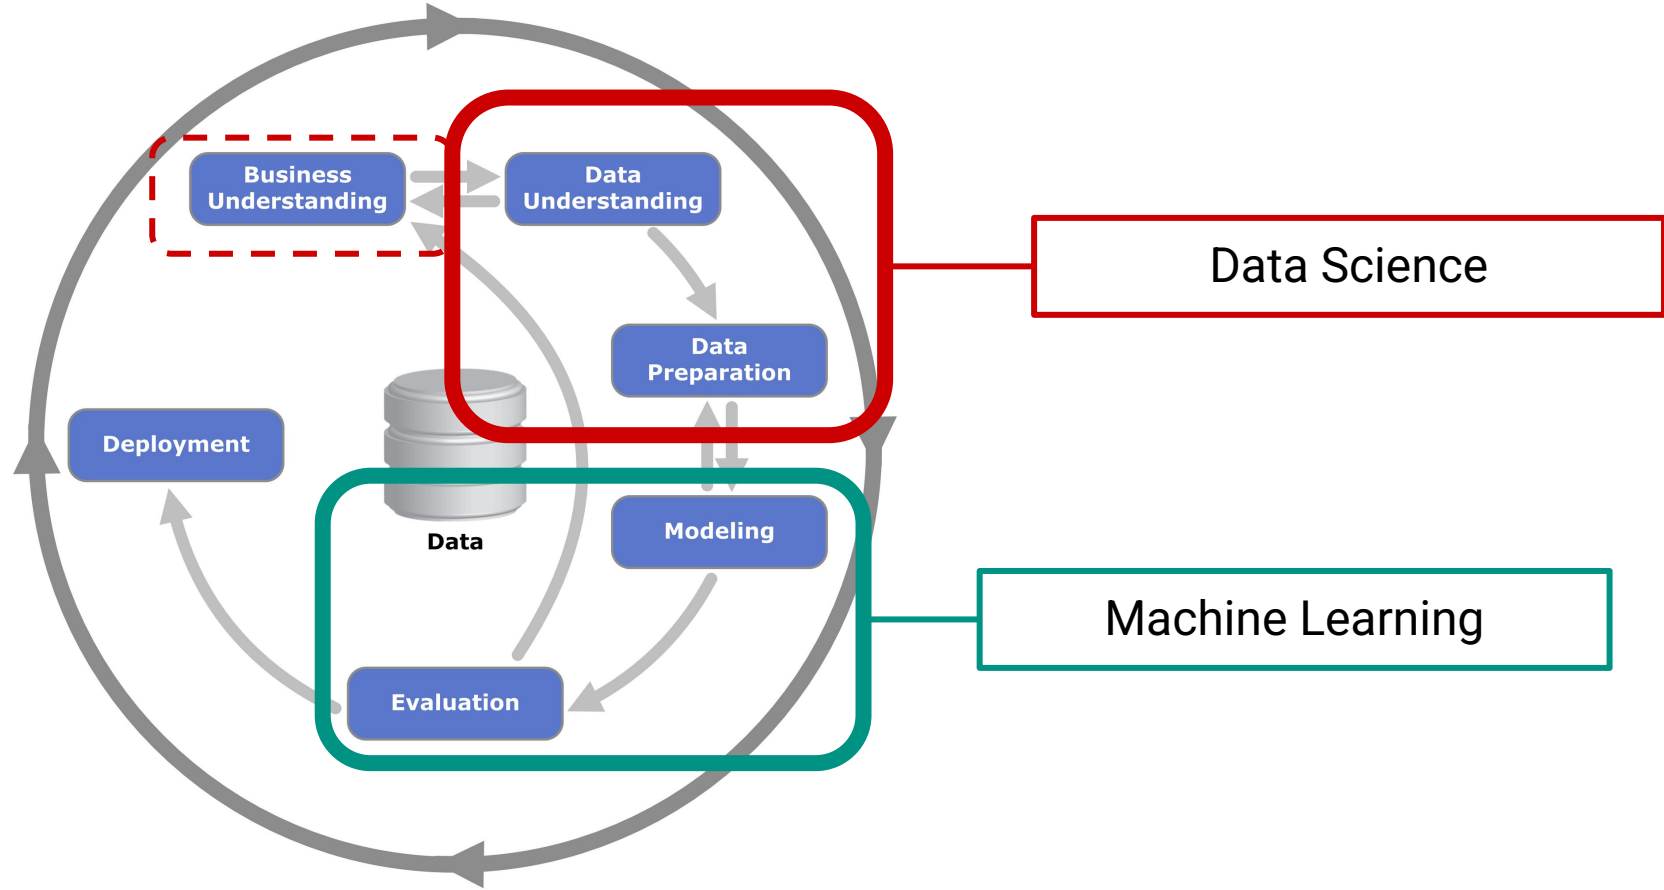 Business
Understanding
Data
Understanding
Data Science
Data
Preparation
Deployment
Data
Modeling
Machine Learning
Evaluation